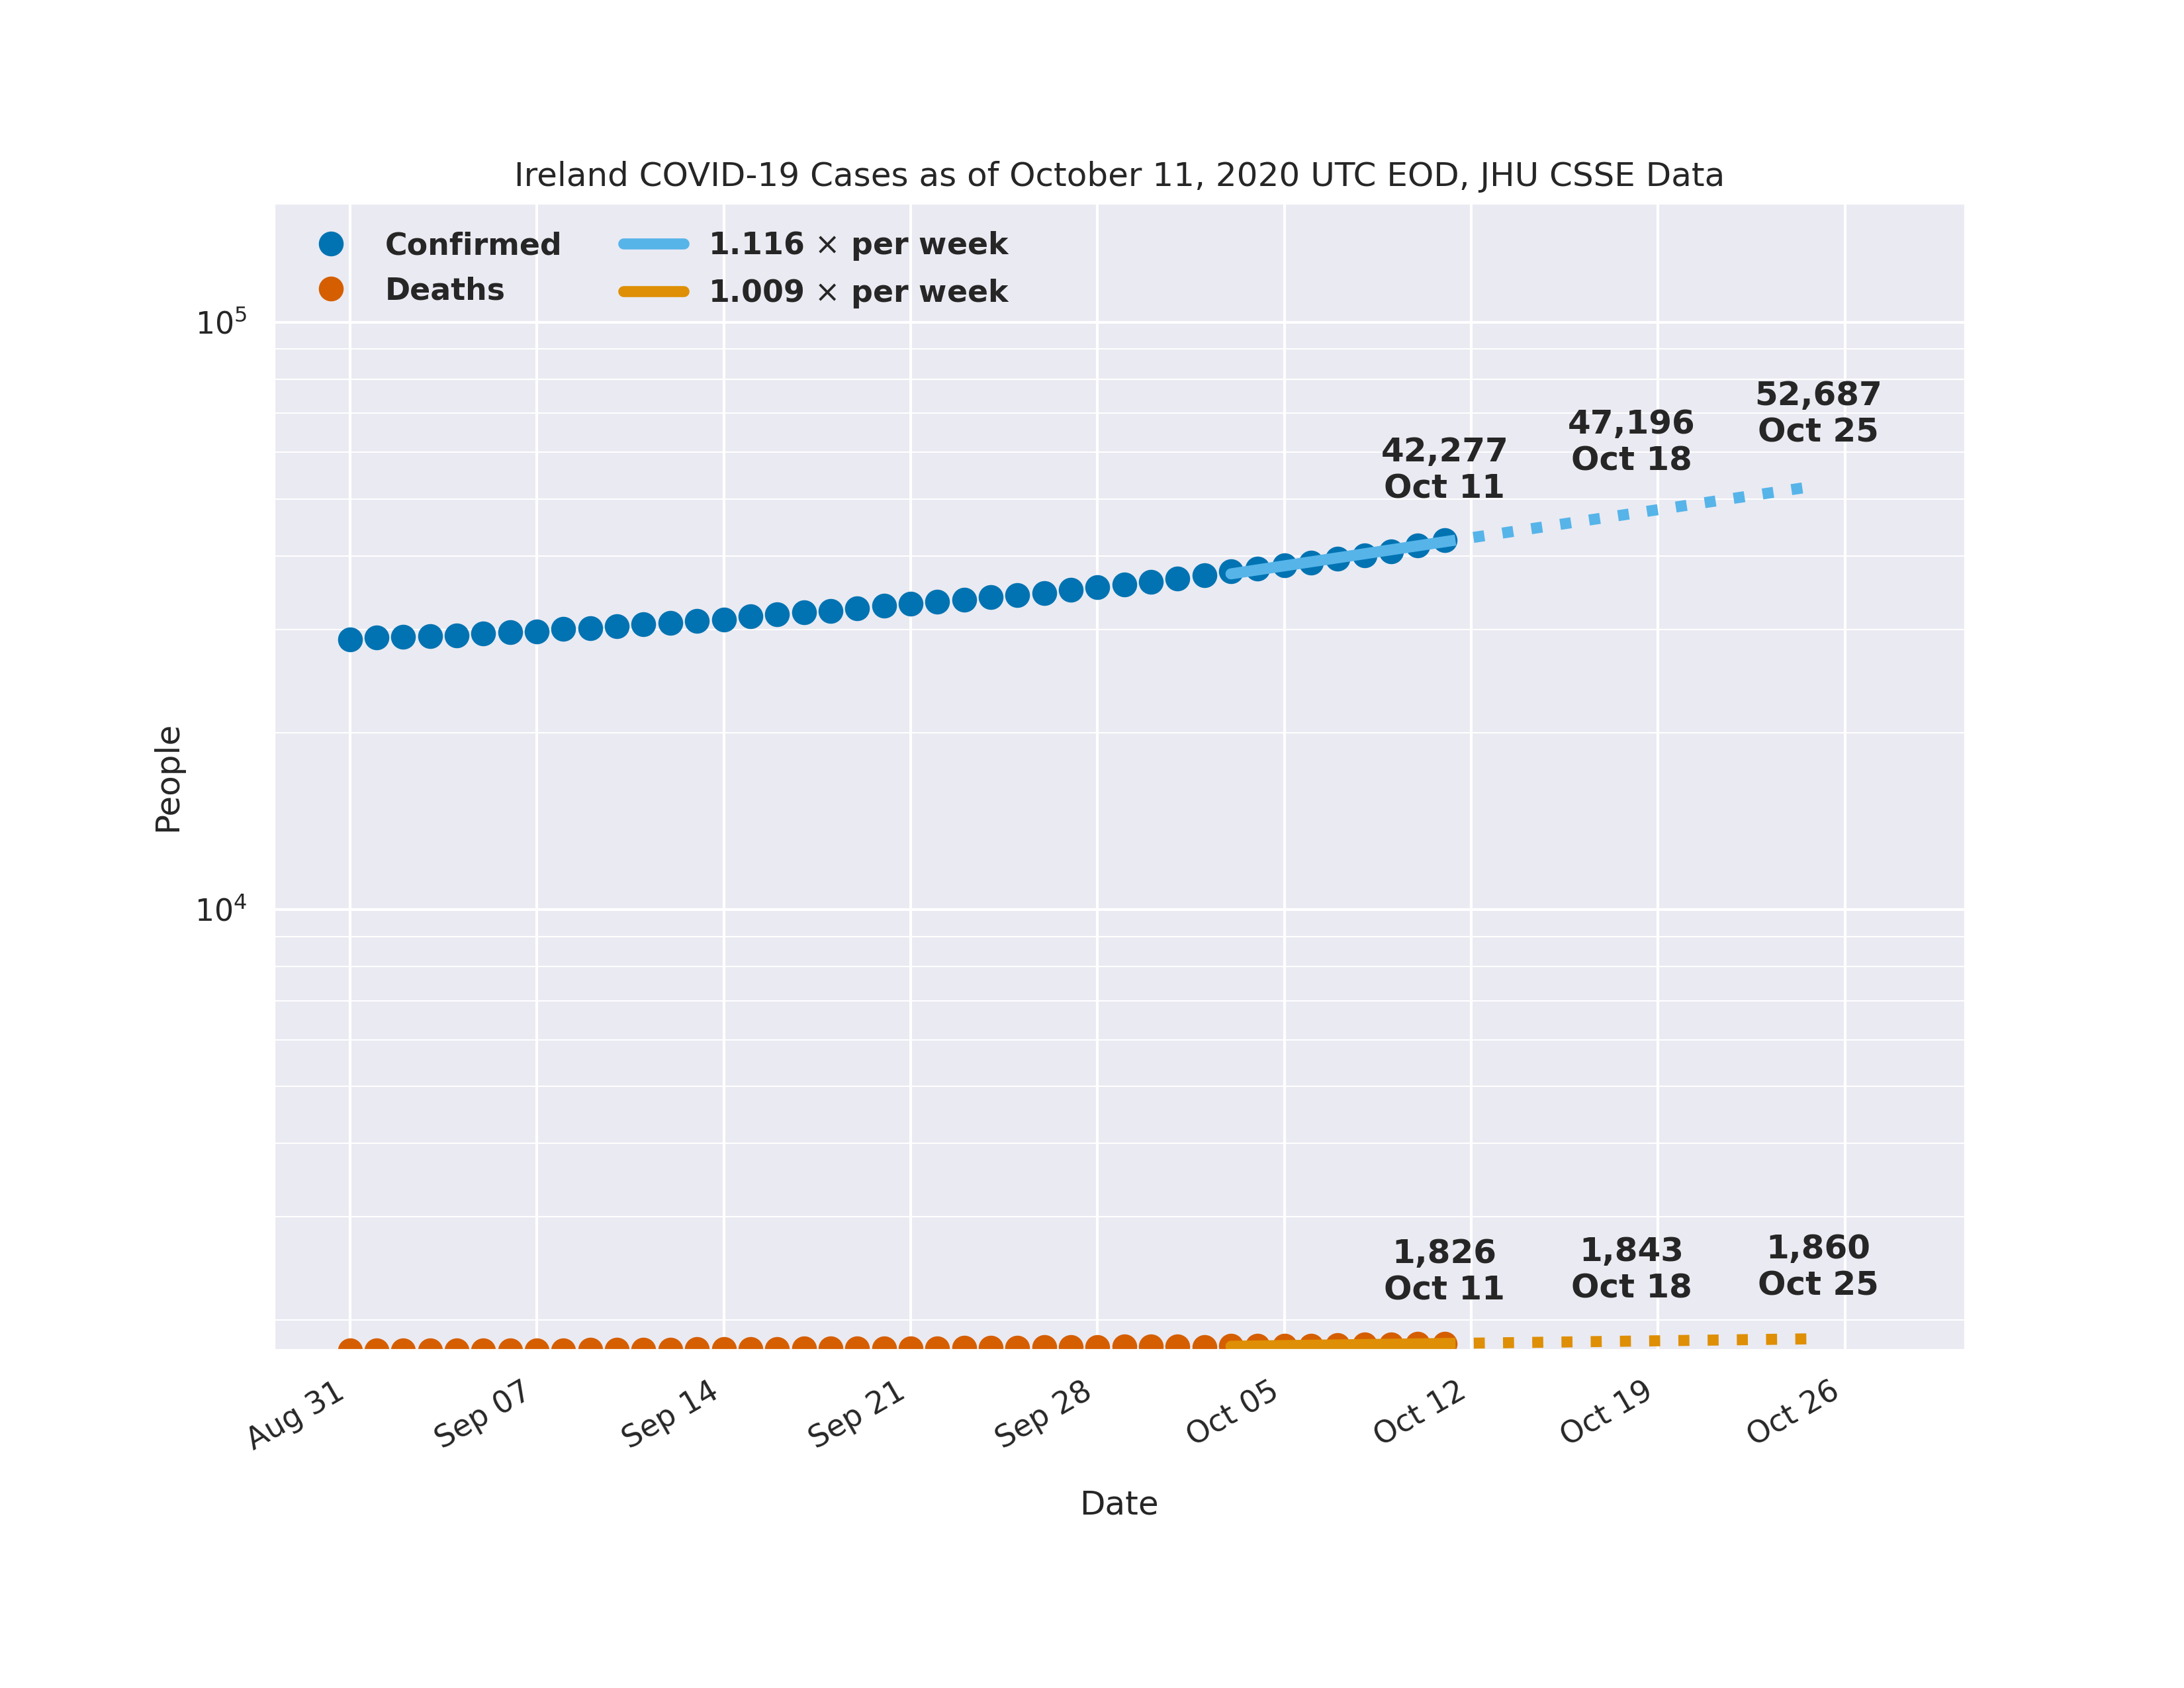 Ireland COVID-19 Cases as of October 11, 2020 UTC EOD, JHU CSSE Data
Confirmed
Deaths
1.116 × per week
1.009 × per week
10⁵
10⁴
People
52,687
Oct 25
47,196
Oct 18
42,277
Oct 11
1,826
Oct 11
1,843
Oct 18
1,860
Oct 25
Aug 31
Sep 07
Sep 14
Sep 21
Sep 28
Oct 05
Oct 12
Oct 19
Oct 26
Date